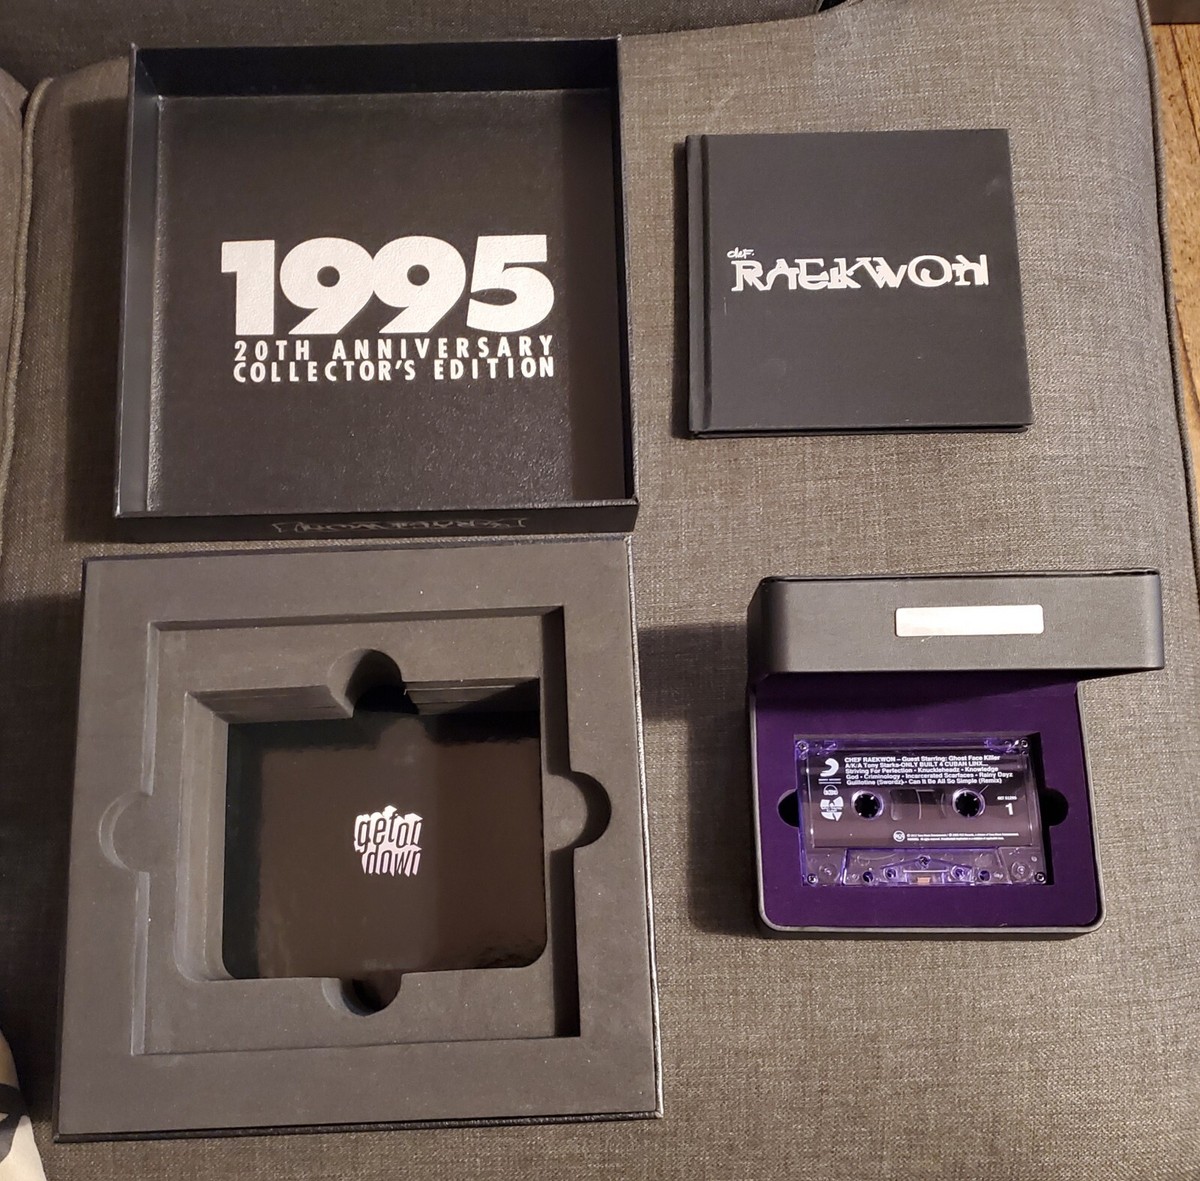 1995
20TH ANNIVERSARY
COLLECTOR'S EDITION
chef
RAEKWON
RAEKWON
get on
down
CHEF RAEKWON – Guest Starring: Ghost Face Killer
A/K/A Tony Starks-ONLY BUILT 4 CUBAN LINX...
Striving For Perfection • Knuckleheadz • Knowledge
God • Criminology • Incarcerated Scarfaces • Rainy Dayz
Guillotine (Swordz) • Can It Be All So Simple (Remix)
1